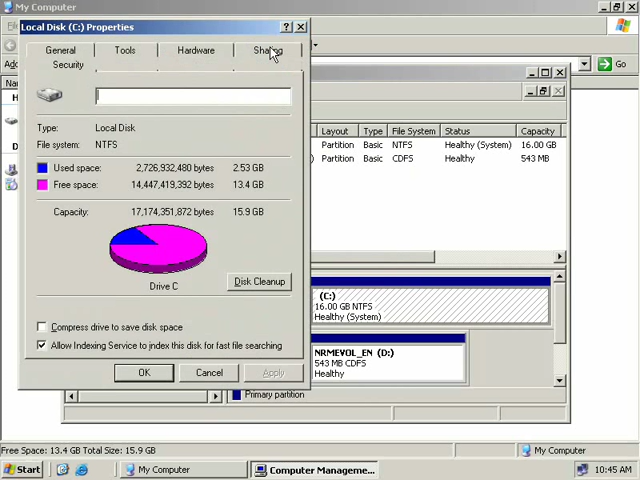 My Computer
Local Disk (C:) Properties
General
Tools
Hardware
Sharing
Security
Go
Type:
Local Disk
File system:
NTFS
Used space:
2,726,932,480 bytes
2.53 GB
Free space:
14,447,419,392 bytes
13.4 GB
Capacity:
17,174,351,872 bytes
15.9 GB
Drive C
Disk Cleanup
Compress drive to save disk space
Allow Indexing Service to index this disk for fast file searching
OK
Cancel
Apply
Layout
Type
File System
Status
Capacity
Partition
Basic
NTFS
Healthy (System)
16.00 GB
Partition
Basic
CDFS
Healthy
543 MB
(C:)
16.00 GB NTFS
Healthy (System)
NRMEVOL_EN (D:)
543 MB CDFS
Healthy
Primary partition
Free Space: 13.4 GB Total Size: 15.9 GB
My Computer
Start
My Computer
Computer Manageme...
10:45 AM